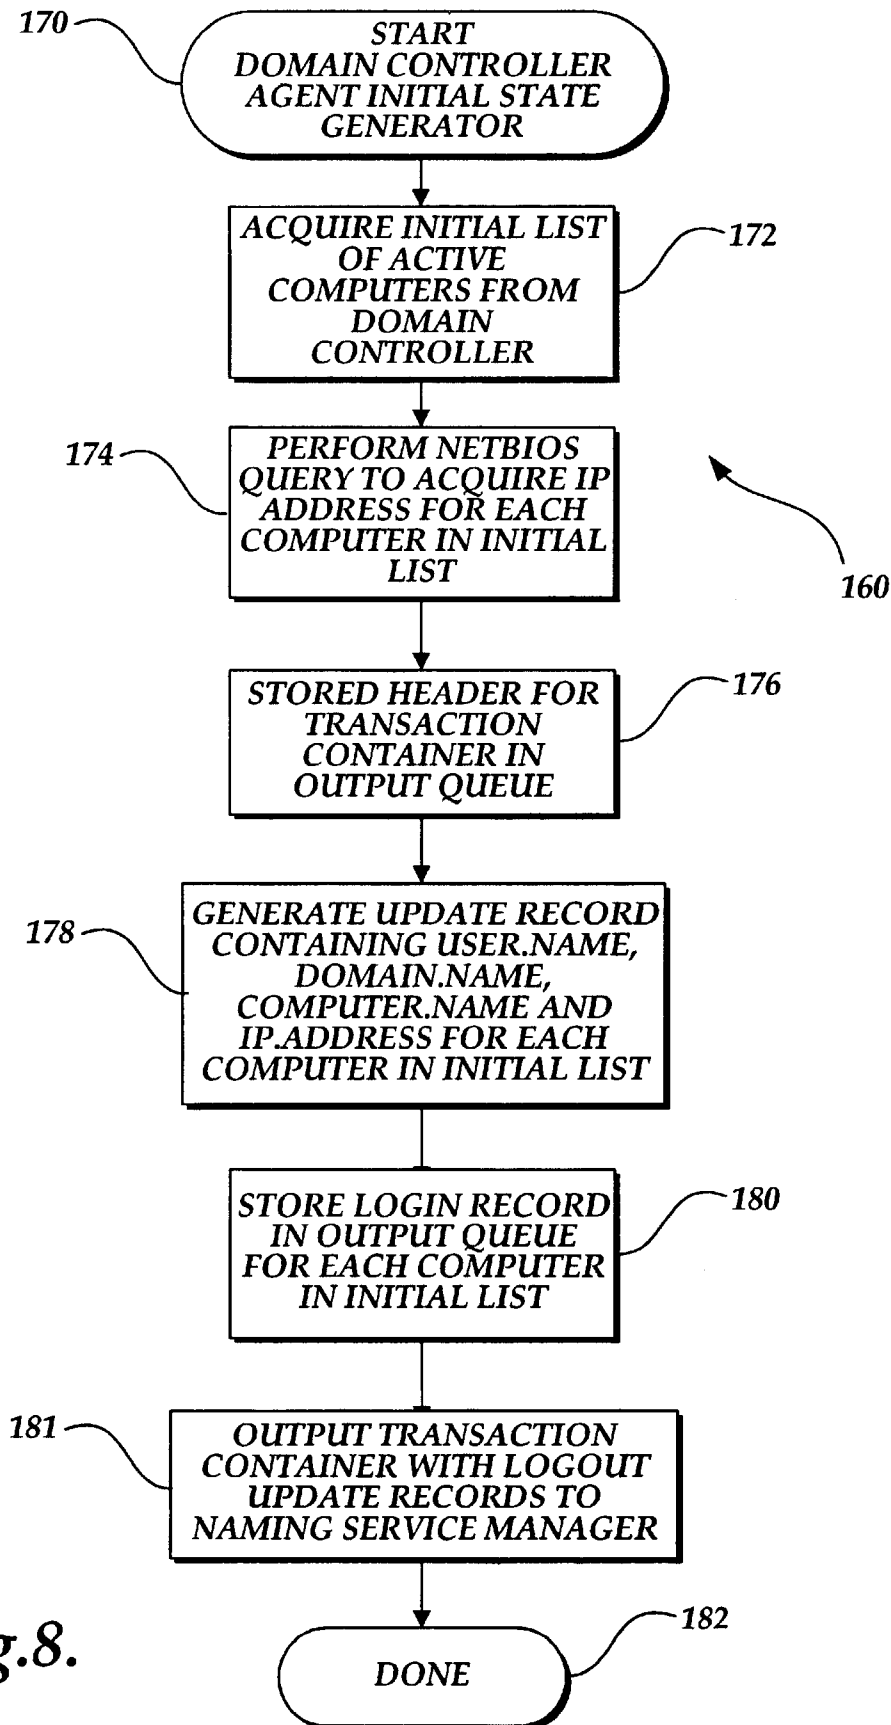 170
START
DOMAIN CONTROLLER
AGENT INITIAL STATE
GENERATOR
ACQUIRE INITIAL LIST
OF ACTIVE
COMPUTERS FROM
DOMAIN
CONTROLLER
172
174
PERFORM NETBIOS
QUERY TO ACQUIRE IP
ADDRESS FOR EACH
COMPUTER IN INITIAL
LIST
160
STORED HEADER FOR
TRANSACTION
CONTAINER IN
OUTPUT QUEUE
176
178
GENERATE UPDATE RECORD
CONTAINING USER.NAME,
DOMAIN.NAME,
COMPUTER.NAME AND
IP.ADDRESS FOR EACH
COMPUTER IN INITIAL LIST
STORE LOGIN RECORD
IN OUTPUT QUEUE
FOR EACH COMPUTER
IN INITIAL LIST
180
181
OUTPUT TRANSACTION
CONTAINER WITH LOGOUT
UPDATE RECORDS TO
NAMING SERVICE MANAGER
182
DONE
g.8.